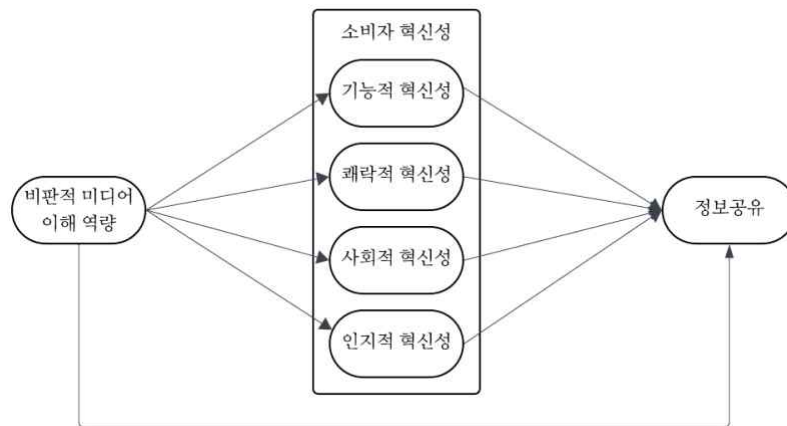 소비자 혁신성
기능적 혁신성
쾌락적 혁신성
비판적 미디어
이해 역량
정보공유
사회적 혁신성
인지적 혁신성